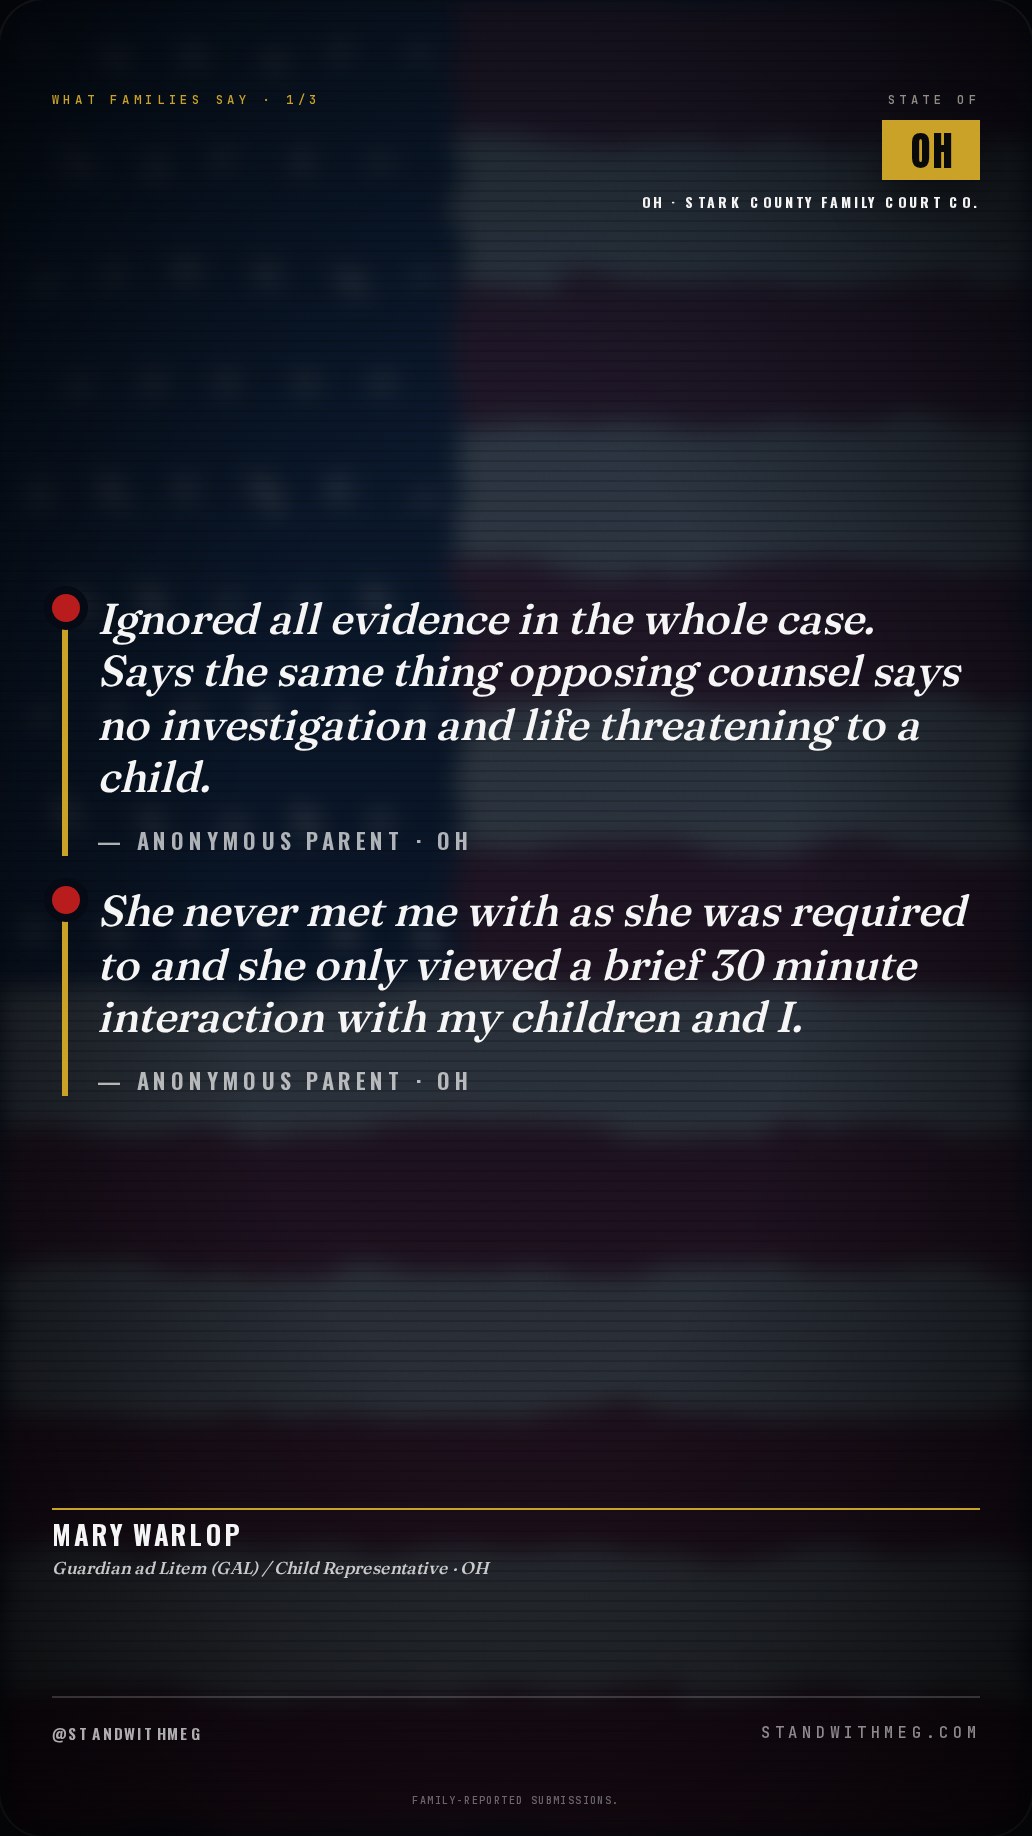 WHAT FAMILIES SAY · 1/3
STATE OF
OH
OH · STARK COUNTY FAMILY COURT CO.
Ignored all evidence in the whole case.
Says the same thing opposing counsel says
no investigation and life threatening to a
child.
— ANONYMOUS PARENT · OH
She never met me with as she was required
to and she only viewed a brief 30 minute
interaction with my children and I.
— ANONYMOUS PARENT · OH
MARY WARLOP
Guardian ad Litem (GAL) / Child Representative · OH
@STANDWITHMEG
STANDWITHMEG.COM
FAMILY-REPORTED SUBMISSIONS.